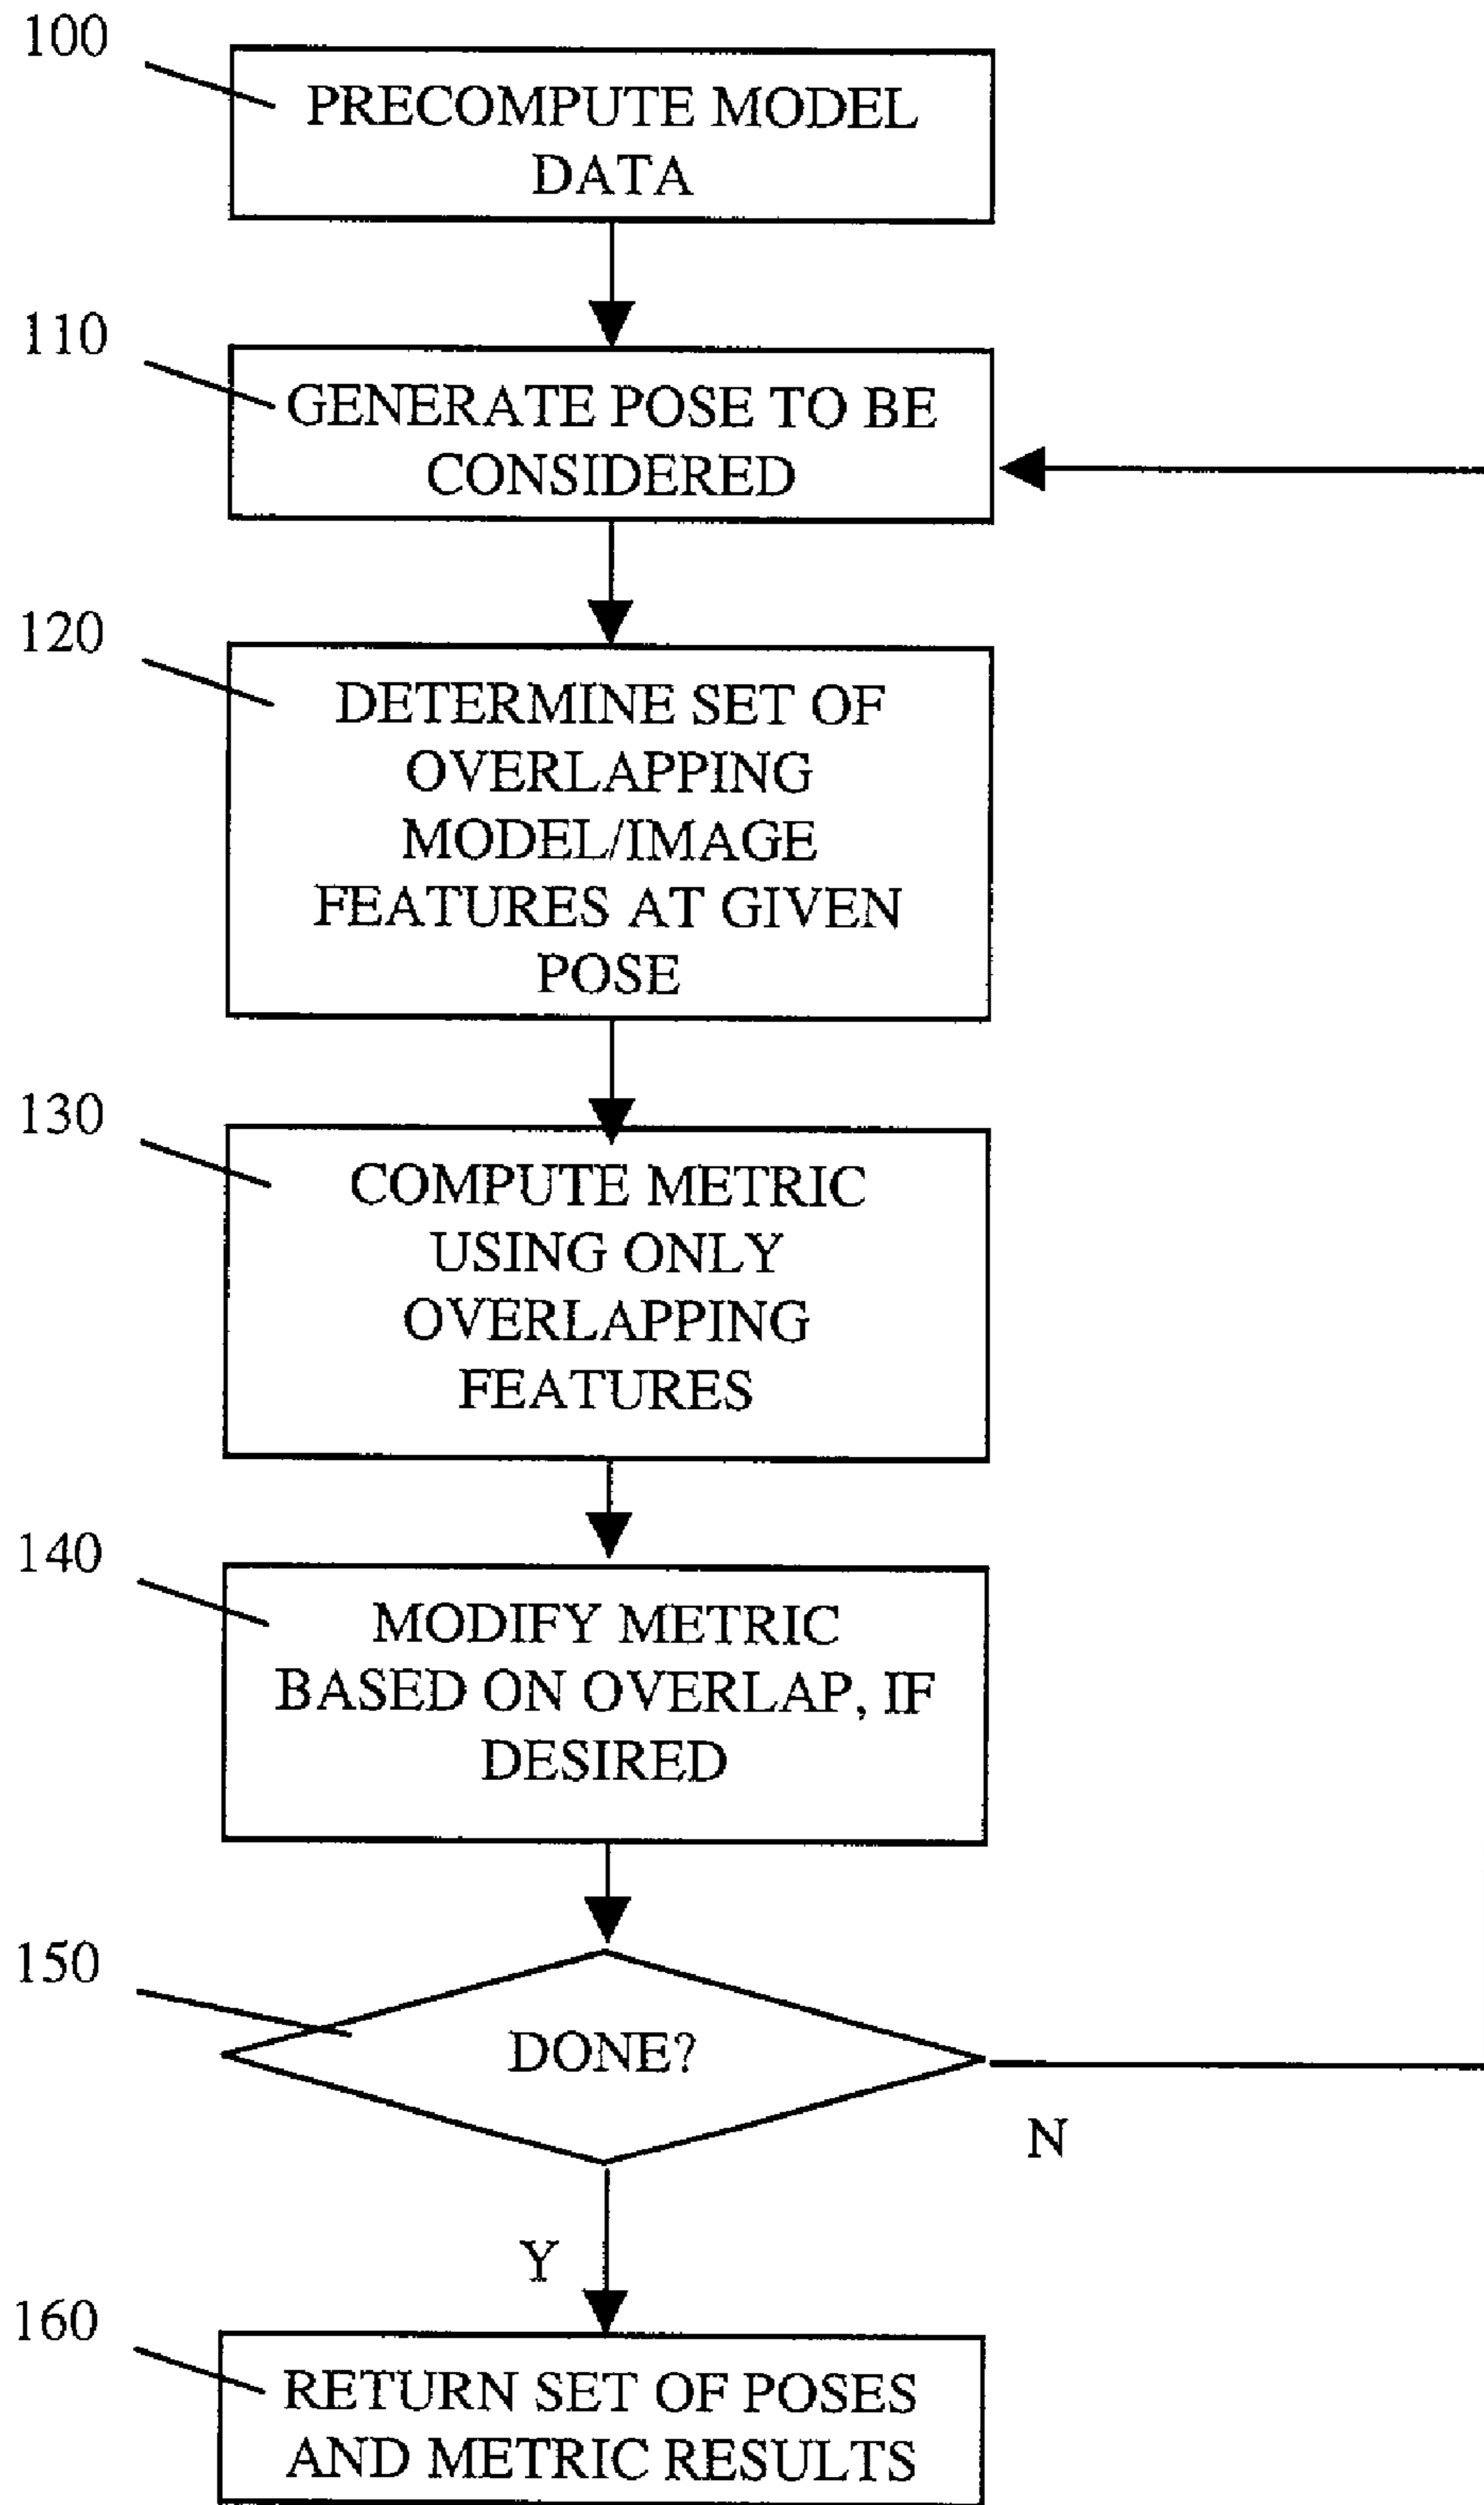 100
PRECOMPUTE MODEL
DATA
110
GENERATE POSE TO BE
CONSIDERED
120
DETERMINE SET OF
OVERLAPPING
MODEL/IMAGE
FEATURES AT GIVEN
POSE
130
COMPUTE METRIC
USING ONLY
OVERLAPPING
FEATURES
140
MODIFY METRIC
BASED ON OVERLAP, IF
DESIRED
150
DONE?
N
Y
160
RETURN SET OF POSES
AND METRIC RESULTS